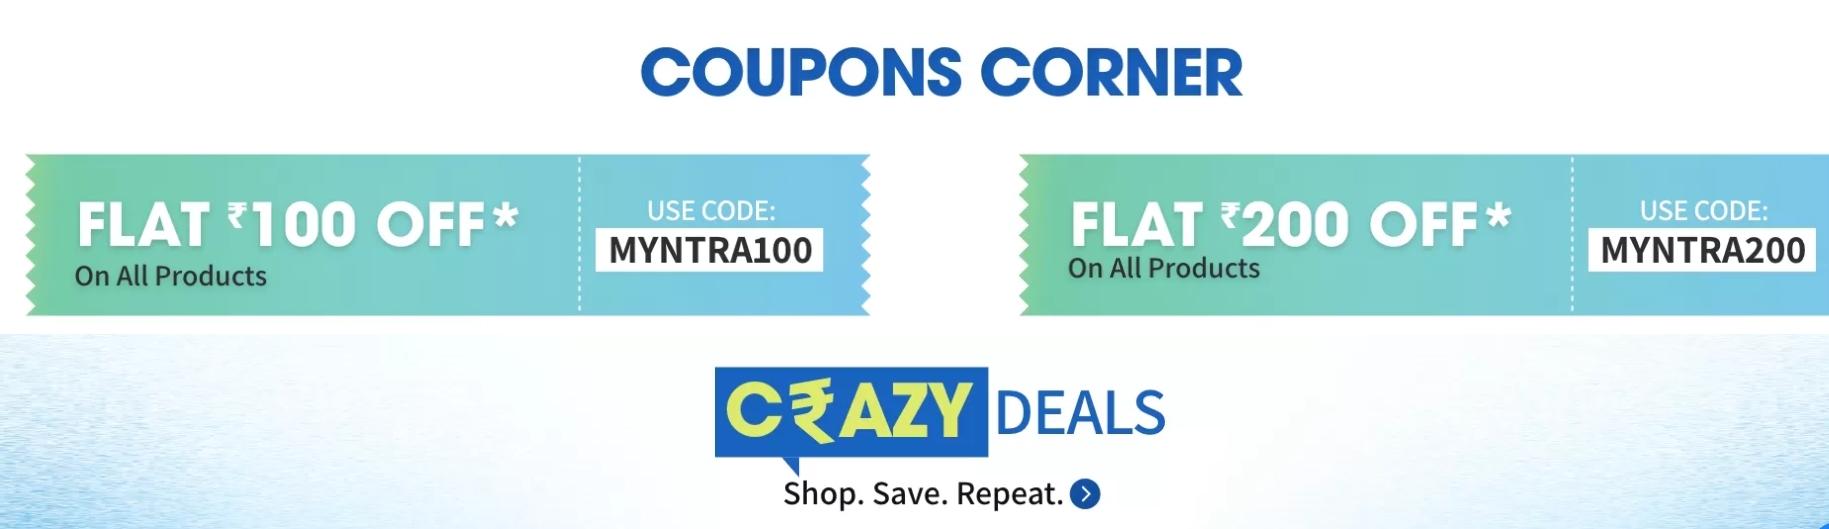 COUPONS CORNER
FLAT ₹100 OFF*
On All Products
USE CODE:
MYNTRA100
FLAT ₹200 OFF*
On All Products
USE CODE:
MYNTRA200
C₹AZY DEALS
Shop. Save. Repeat.